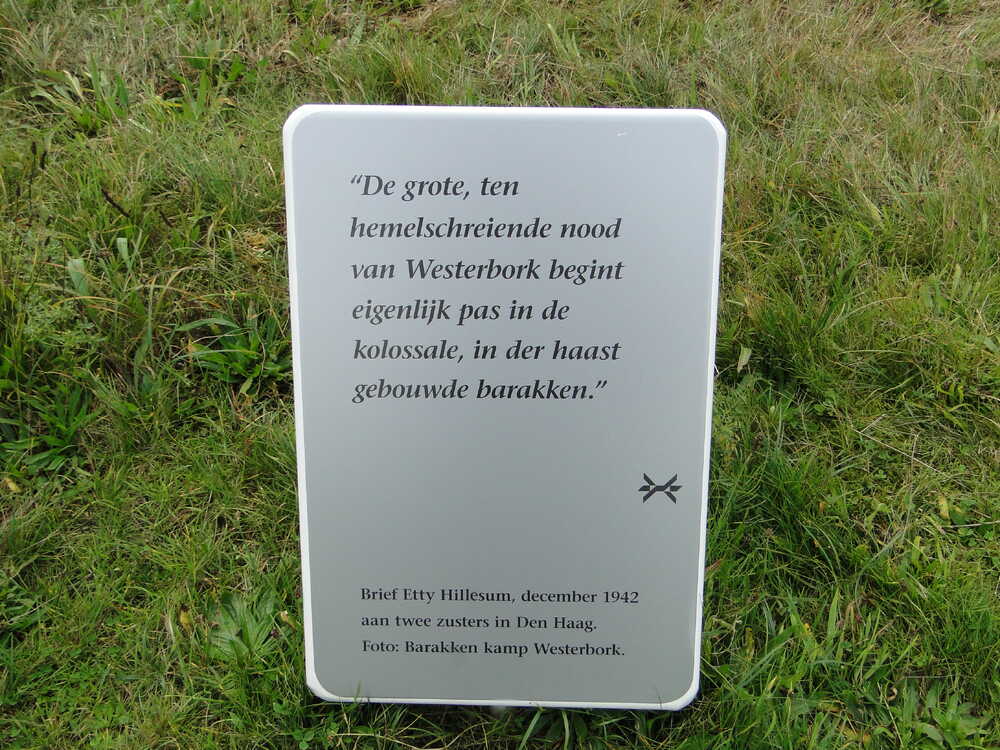 “De grote, ten
hemelschreiende nood
van Westerbork begint
eigenlijk pas in de
kolossale, in der haast
gebouwde barakken.”
Brief Etty Hillesum, december 1942
aan twee zusters in Den Haag.
Foto: Barakken kamp Westerbork.